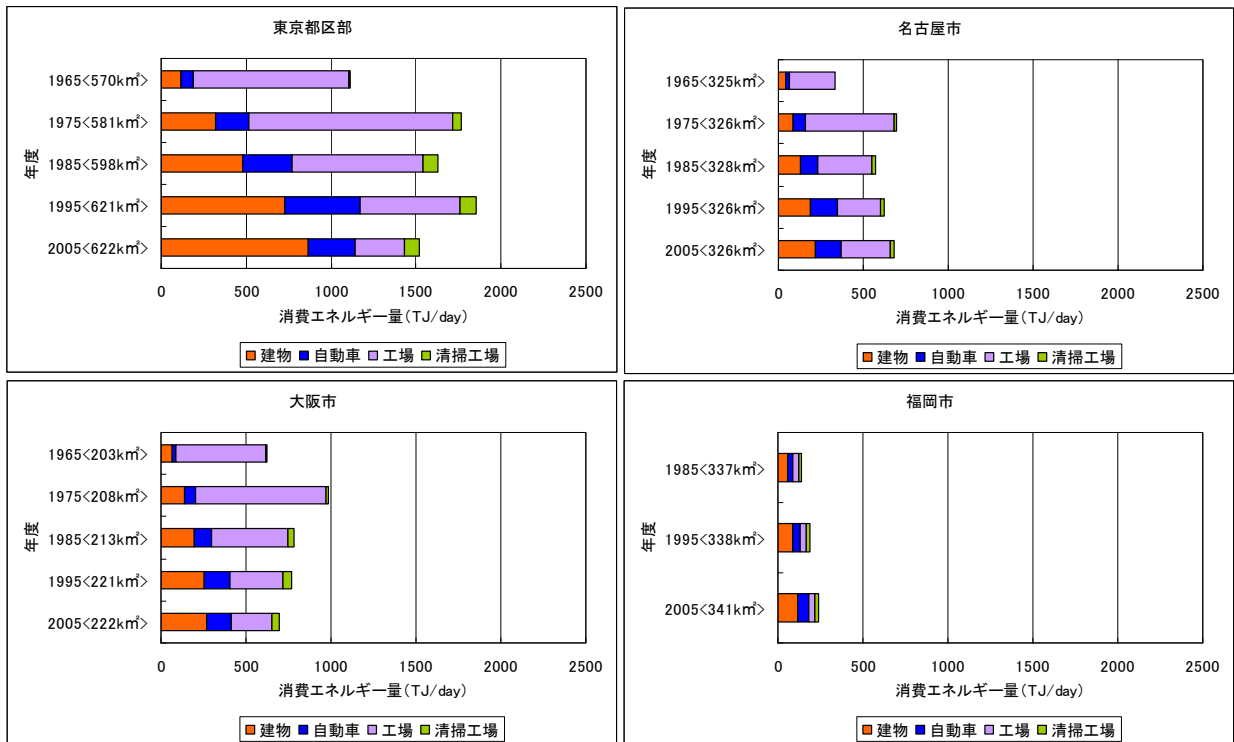 東京都区部
年度
1965<570km²>
1975<581km²>
1985<598km²>
1995<621km²>
2005<622km²>
0 500 1000 1500 2000 2500
消費エネルギー量(TJ/day)
建物 自動車 工場 清掃工場
名古屋市
年度
1965<325km²>
1975<326km²>
1985<328km²>
1995<326km²>
2005<326km²>
0 500 1000 1500 2000 2500
消費エネルギー量(TJ/day)
建物 自動車 工場 清掃工場
大阪市
年度
1965<203km²>
1975<208km²>
1985<213km²>
1995<221km²>
2005<222km²>
0 500 1000 1500 2000 2500
消費エネルギー量(TJ/day)
建物 自動車 工場 清掃工場
福岡市
年度
1985<337km²>
1995<338km²>
2005<341km²>
0 500 1000 1500 2000 2500
消費エネルギー量(TJ/day)
建物 自動車 工場 清掃工場